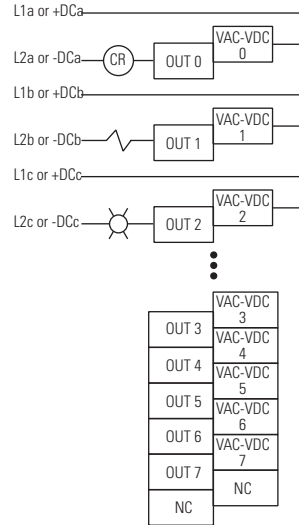 L1a or +DCa
VAC-VDC
0
L2a or -DCa
CR
OUT 0
L1b or +DCb
VAC-VDC
1
L2b or -DCb
OUT 1
L1c or +DCc
VAC-VDC
2
L2c or -DCc
OUT 2
VAC-VDC
3
OUT 3
VAC-VDC
4
OUT 4
VAC-VDC
5
OUT 5
VAC-VDC
6
OUT 6
VAC-VDC
7
OUT 7
NC
NC